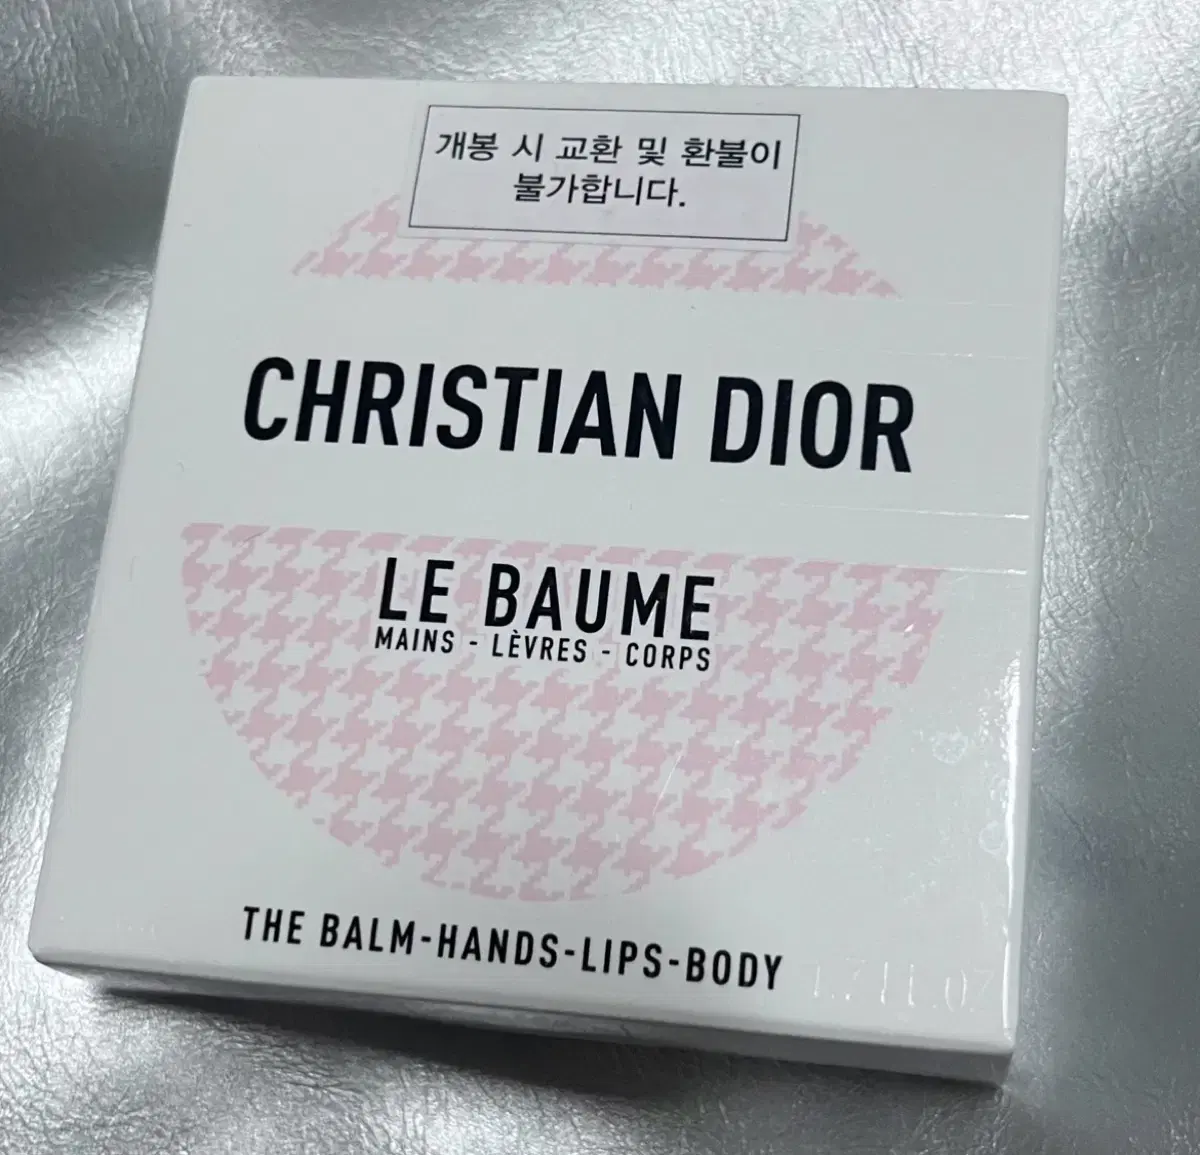 개봉 시 교환 및 환불이
불가합니다.
CHRISTIAN DIOR
LE BAUME
MAINS - LÈVRES - CORPS
THE BALM-HANDS-LIPS-BODY